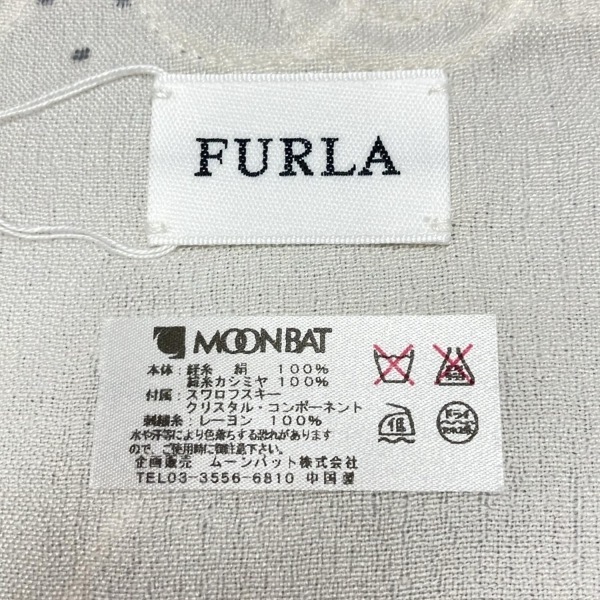 FURLA
MOONBAT
本体：経糸 絹 100%
緯糸カシミヤ 100%
付属：スワロフスキー
クリスタル・コンポーネント
刺繍糸：レーヨン 100%
水や汗等により色落ちする恐れがあります
ので、ご使用時に御注意下さい。
企画販売 ムーンバット株式会社
TEL03-3556-6810 中国製
低
ドライ